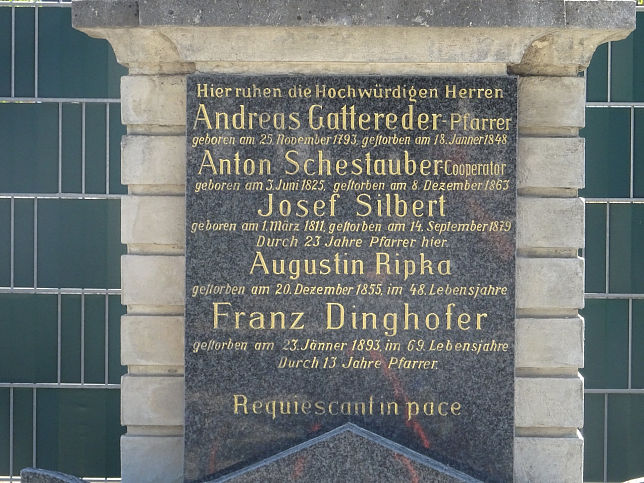 Hier ruhen die Hochwürdigen Herren
Andreas Gattereder-Pfarrer
geboren am 25. November 1793, gestorben am 18. Jänner 1848
Anton Schestauber Cooperator
geboren am 3. Juni 1825, gestorben am 8. Dezember 1863
Josef Silbert
geboren am 1. März 1811, gestorben am 14. September 1879
Durch 23 Jahre Pfarrer hier.
Augustin Ripka
gestorben am 20. Dezember 1855, im 48. Lebensjahre
Franz Dinghofer
gestorben am 23. Jänner 1893, im 69. Lebensjahre
Durch 13 Jahre Pfarrer.
Requiescant in pace